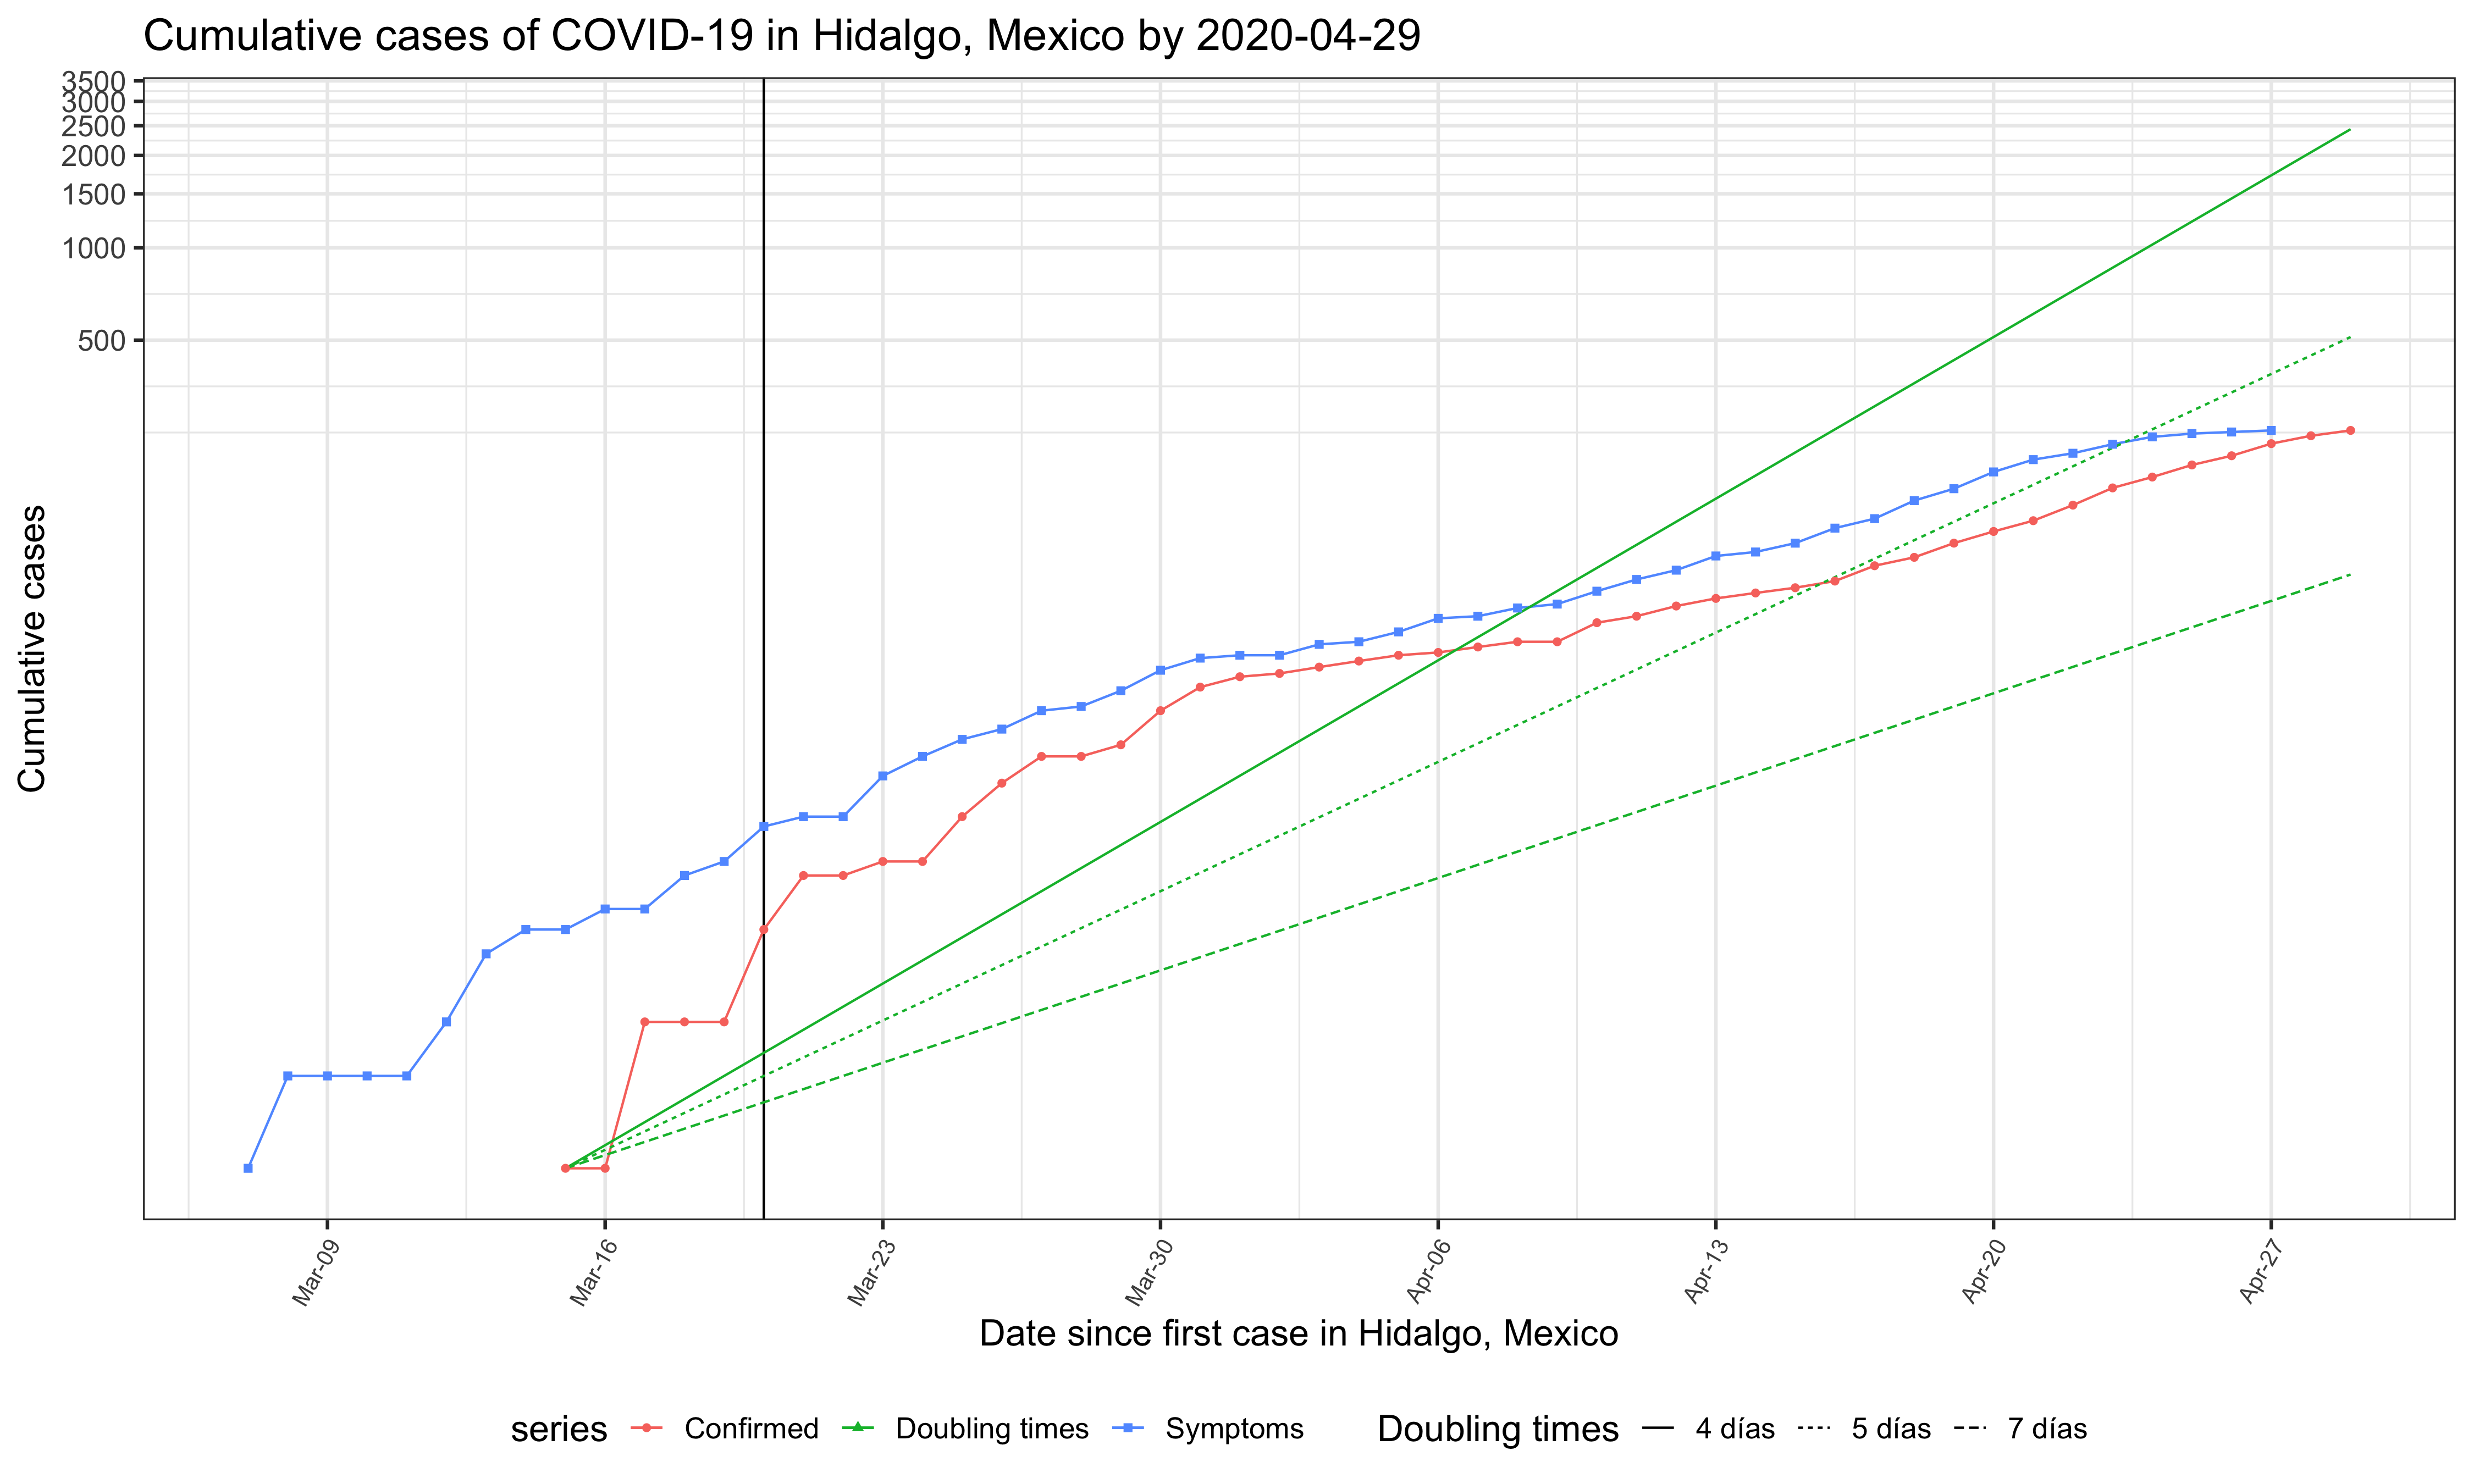 Cumulative cases of COVID-19 in Hidalgo, Mexico by 2020-04-29
3500
3000
2500
2000
1500
1000
500
Cumulative cases
Mar-09
Mar-16
Mar-23
Mar-30
Apr-06
Apr-13
Apr-20
Apr-27
Date since first case in Hidalgo, Mexico
series Confirmed Doubling times Symptoms Doubling times 4 días 5 días 7 días